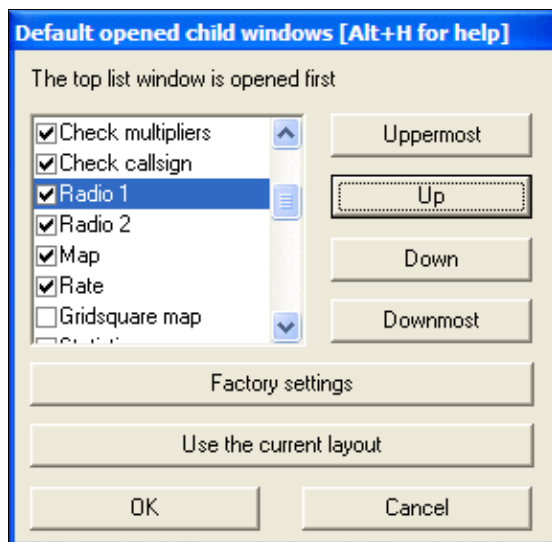 Default opened child windows [Alt+H for help]
The top list window is opened first
Check multipliers
Check callsign
Radio 1
Radio 2
Map
Rate
Gridsquare map
Uppermost
Up
Down
Downmost
Factory settings
Use the current layout
OK
Cancel